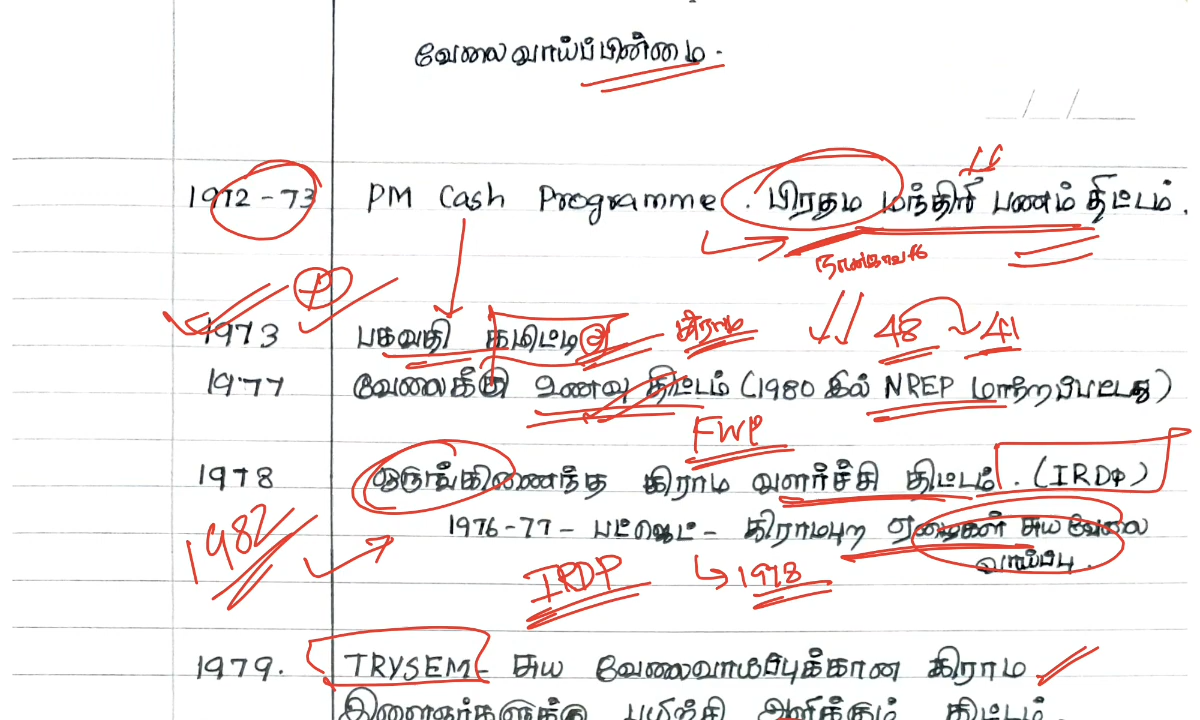 வேலைவாய்ப்பின்மை.
1972-73 PM Cash Programme. பிரதம மந்திரி பணம் திட்டம்.
1973 பகவதி கமிட்டி கிராம 48 41
1977 வேலைக்கு உணவு திட்டம் (1980 இல் NREP மாற்றப்பட்டது)
FWP
1978 ஒருங்கிணைந்த கிராம வளர்ச்சி திட்டம். (IRDP)
1982 1976-77 - பட்ஜெட் - கிராமபுற ஏழைகள் சுய வேலை
வாய்ப்பு.
IRDP 1978
1979. TRYSEM - சுய வேலைவாய்ப்புக்கான கிராம
இளைஞர்களுக்கு பயிற்சி அளிக்கும் திட்டம்.